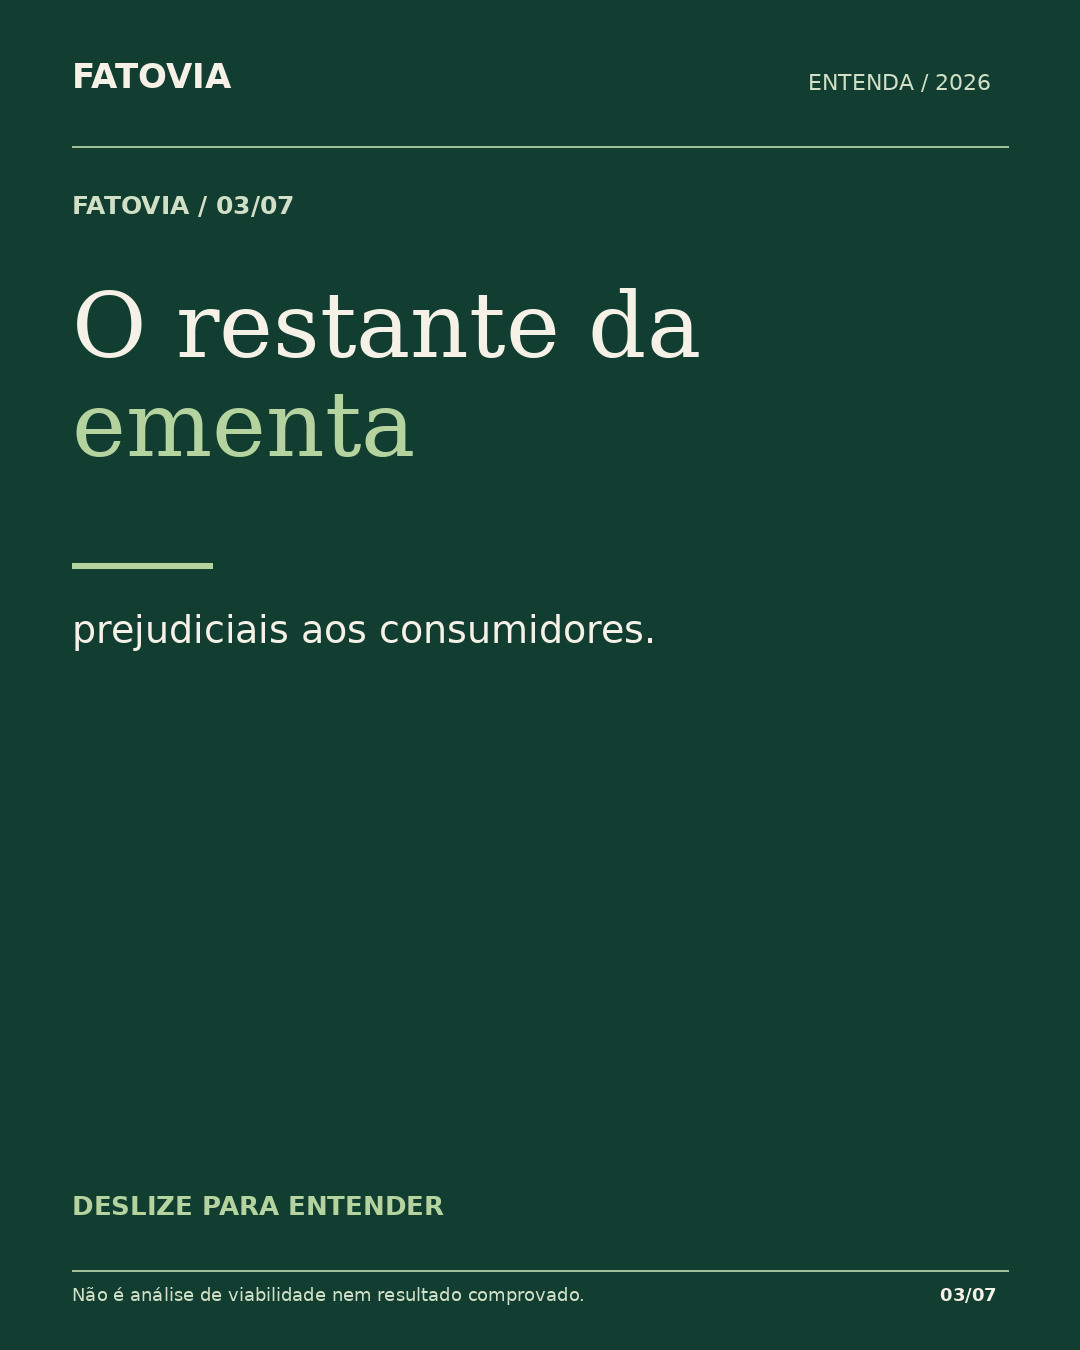 FATOVIA
ENTENDA / 2026
FATOVIA / 03/07
O restante da
ementa
prejudiciais aos consumidores.
DESLIZE PARA ENTENDER
Não é análise de viabilidade nem resultado comprovado.
03/07